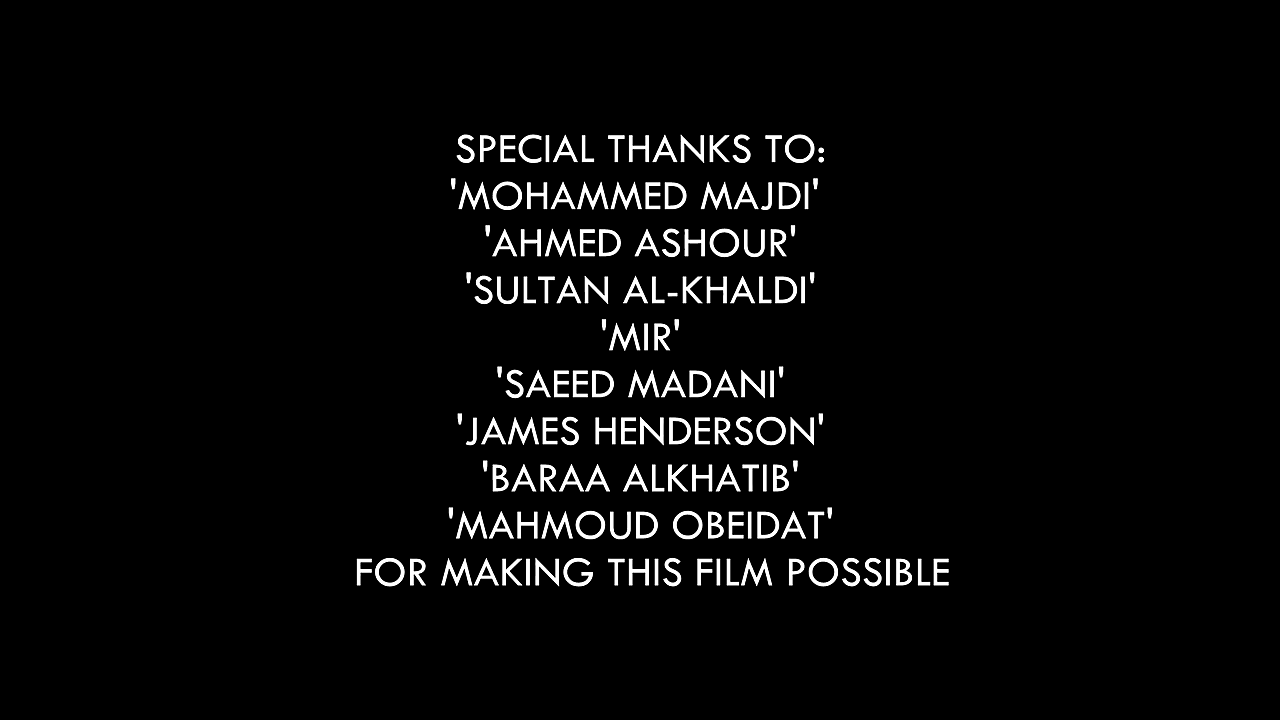 SPECIAL THANKS TO:
'MOHAMMED MAJDI'
'AHMED ASHOUR'
'SULTAN AL-KHALDI'
'MIR'
'SAEED MADANI'
'JAMES HENDERSON'
'BARAA ALKHATIB'
'MAHMOUD OBEIDAT'
FOR MAKING THIS FILM POSSIBLE